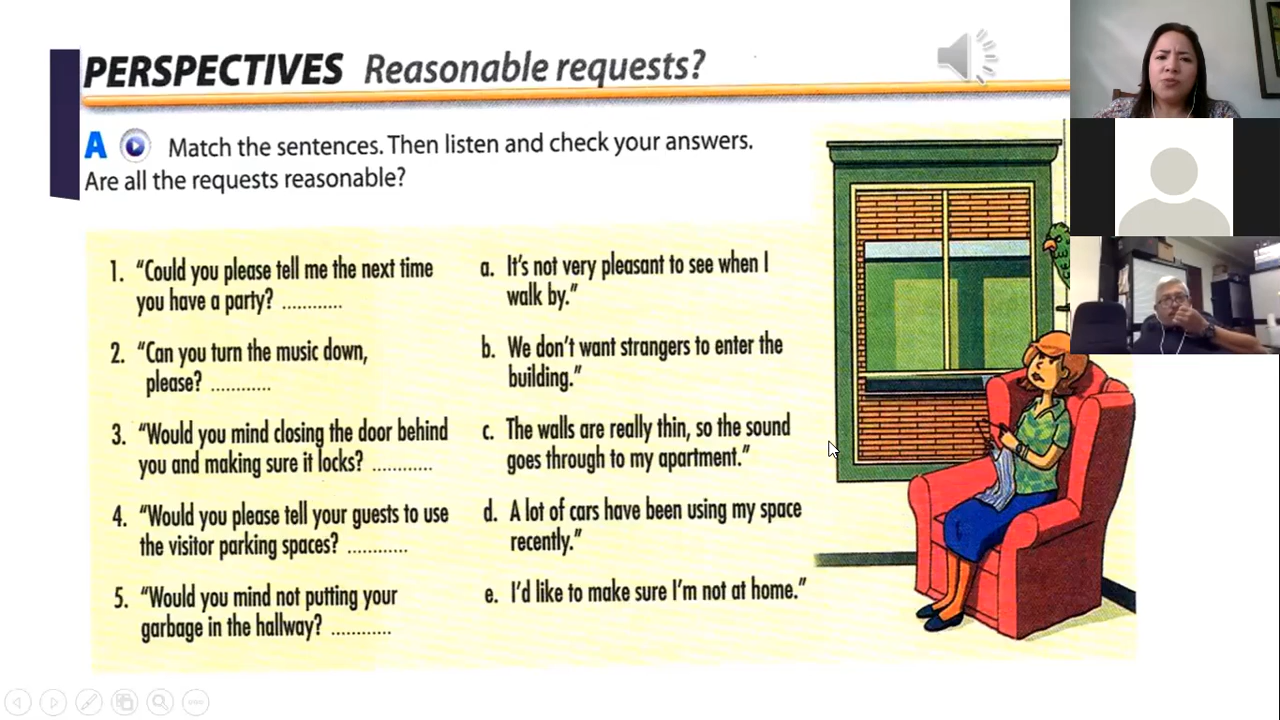 PERSPECTIVES Reasonable requests?
A Match the sentences. Then listen and check your answers.
Are all the requests reasonable?
1. “Could you please tell me the next time
you have a party? ............
2. “Can you turn the music down,
please? ............
3. “Would you mind closing the door behind
you and making sure it locks? ............
4. “Would you please tell your guests to use
the visitor parking spaces? ............
5. “Would you mind not putting your
garbage in the hallway? ............
a. It’s not very pleasant to see when I
walk by.”
b. We don’t want strangers to enter the
building.”
c. The walls are really thin, so the sound
goes through to my apartment.”
d. A lot of cars have been using my space
recently.”
e. I’d like to make sure I’m not at home.”